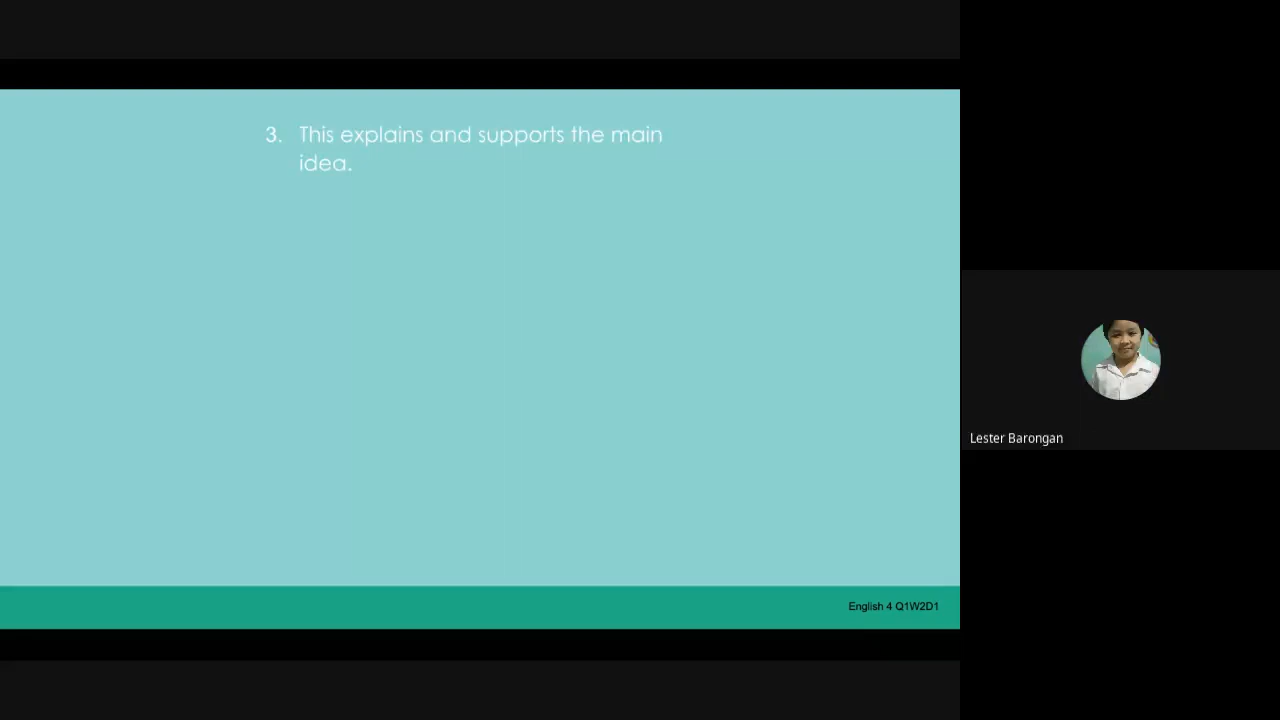 3. This explains and supports the main
idea.
Lester Barongan
English 4 Q1W2D1